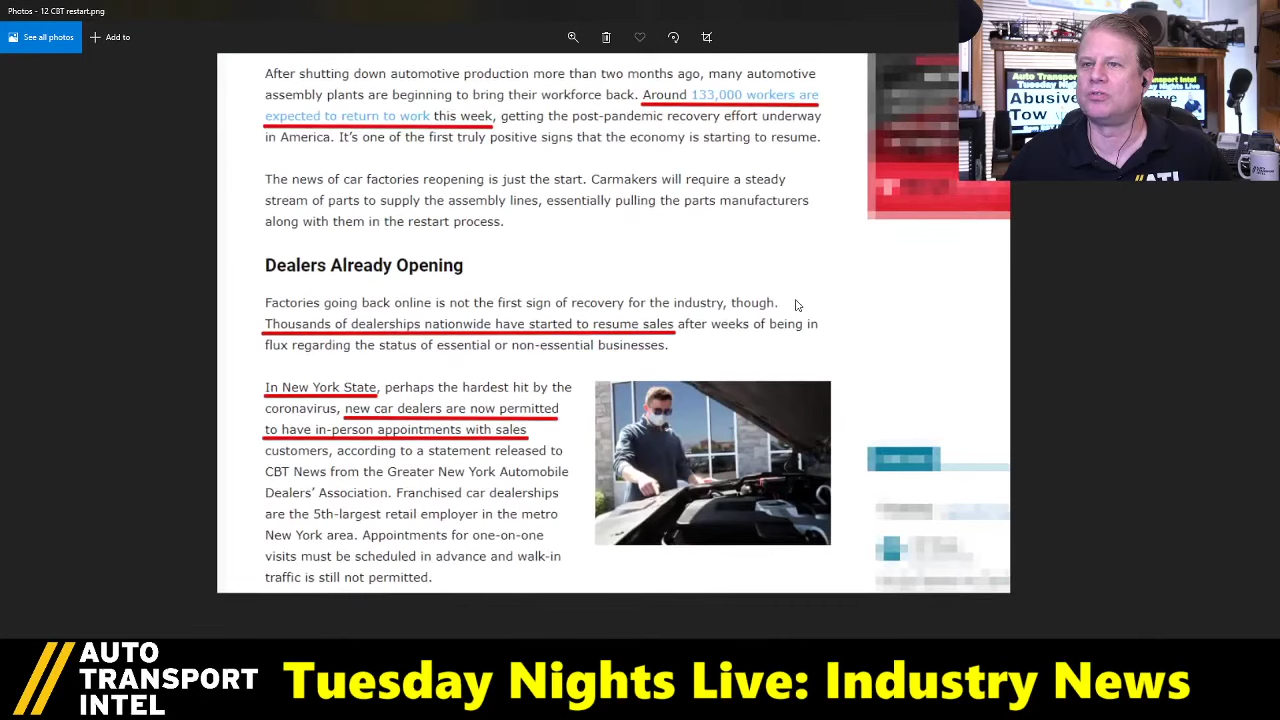 Photos - 12 CBT restart.png
See all photos
Add to
After shutting down automotive production more than two months ago, many automotive
assembly plants are beginning to bring their workforce back. Around 133,000 workers are
expected to return to work this week, getting the post-pandemic recovery effort underway
in America. It’s one of the first truly positive signs that the economy is starting to resume.
The news of car factories reopening is just the start. Carmakers will require a steady
stream of parts to supply the assembly lines, essentially pulling the parts manufacturers
along with them in the restart process.
Dealers Already Opening
Factories going back online is not the first sign of recovery for the industry, though.
Thousands of dealerships nationwide have started to resume sales after weeks of being in
flux regarding the status of essential or non-essential businesses.
In New York State, perhaps the hardest hit by the
coronavirus, new car dealers are now permitted
to have in-person appointments with sales
customers, according to a statement released to
CBT News from the Greater New York Automobile
Dealers’ Association. Franchised car dealerships
are the 5th-largest retail employer in the metro
New York area. Appointments for one-on-one
visits must be scheduled in advance and walk-in
traffic is still not permitted.
Auto Transport
Tuesday Nigh
Abusive
Tow
sport Intel
hts Live
ATI
AUTO
TRANSPORT
INTEL
Tuesday Nights Live: Industry News